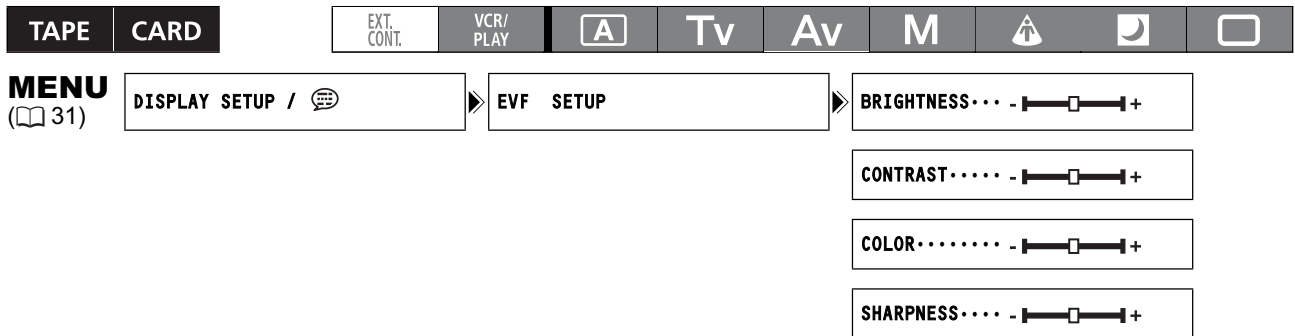 TAPE CARD EXT. CONT. VCR/ PLAY A Tv Av M
MENU
(31)
DISPLAY SETUP / EVF SETUP BRIGHTNESS··· - +
CONTRAST····· - +
COLOR········ - +
SHARPNESS···· - +